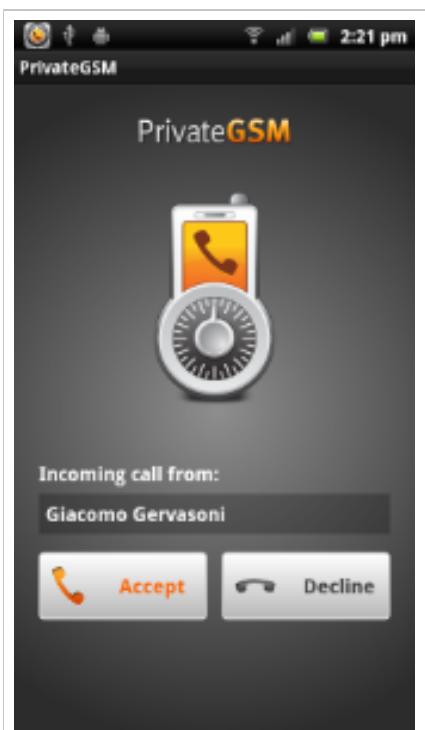 2:21 pm
PrivateGSM
PrivateGSM
Incoming call from:
Giacomo Gervasoni
Accept
Decline